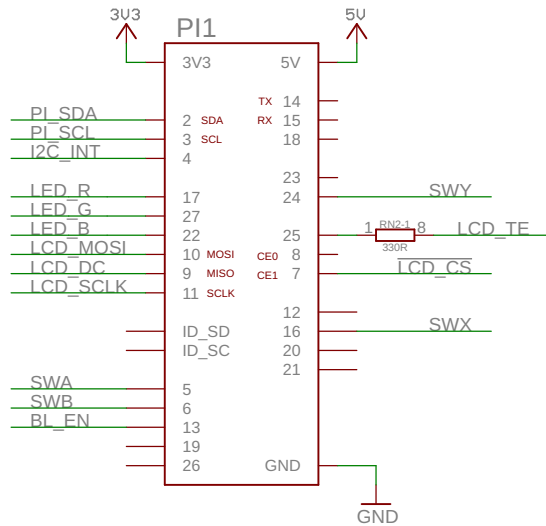 3V3 5V
PI1
3V3 5V
TX 14
PI_SDA 2 SDA RX 15
PI_SCL 3 SCL 18
I2C_INT 4
23
LED_R 17 24 SWY
LED_G 27
LED_B 22 25 1 RN2-1 8 LCD_TE
330R
LCD_MOSI 10 MOSI CE0 8
LCD_DC 9 MISO CE1 7 LCD_CS
LCD_SCLK 11 SCLK
12
ID_SD 16 SWX
ID_SC 20
21
SWA 5
SWB 6
BL_EN 13
19
26 GND
GND